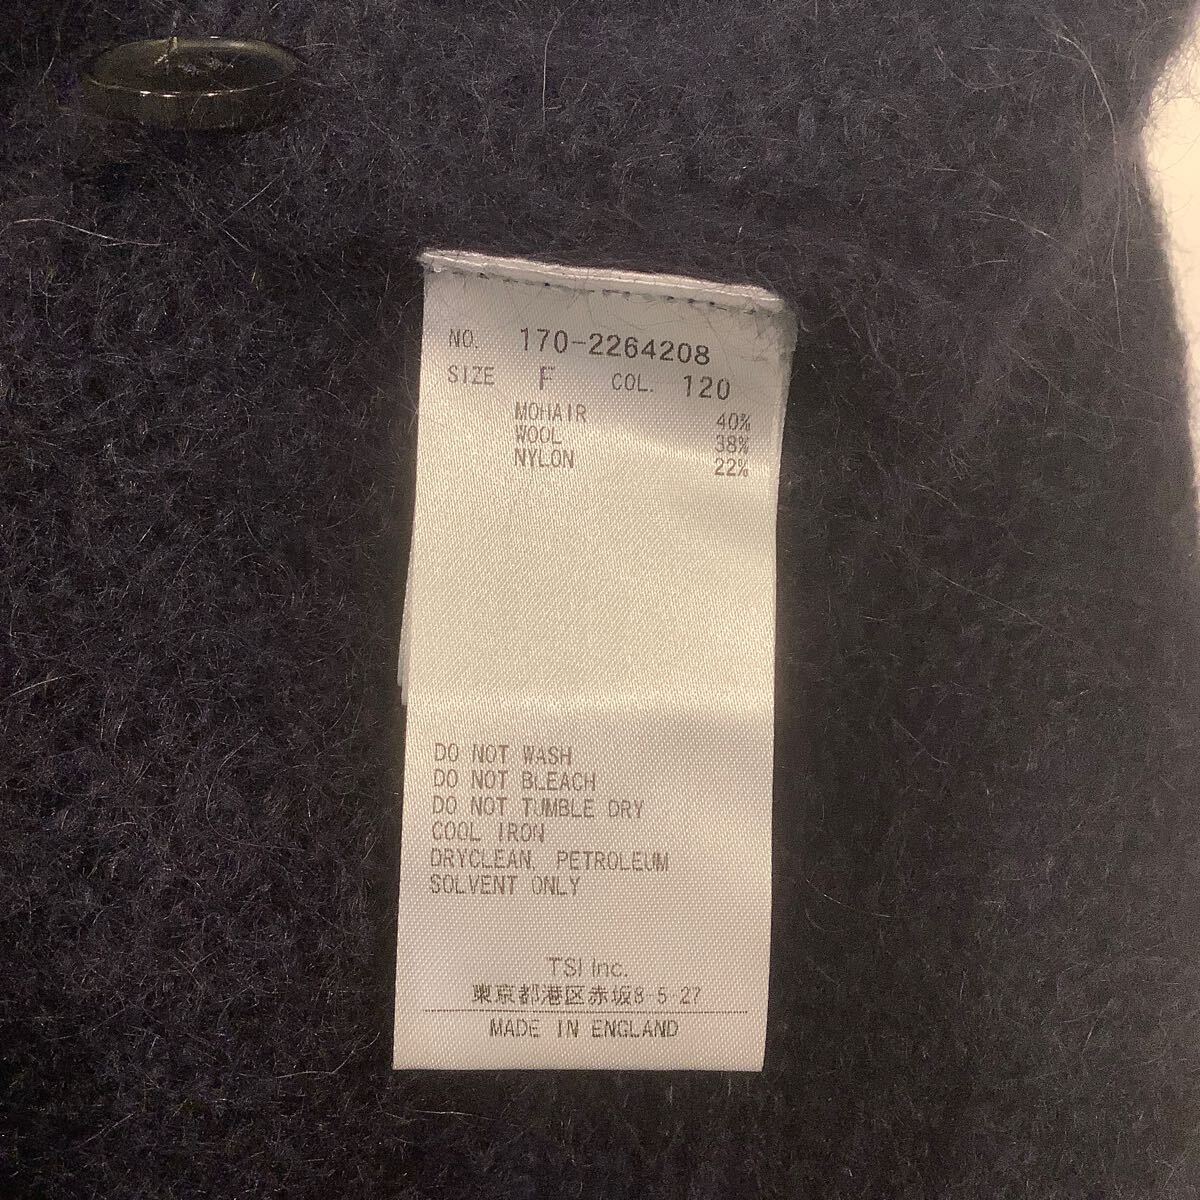 NO. 170-2264208
SIZE F COL. 120
MOHAIR 40%
WOOL 38%
NYLON 22%
DO NOT WASH
DO NOT BLEACH
DO NOT TUMBLE DRY
COOL IRON
DRYCLEAN. PETROLEUM
SOLVENT ONLY
TSI Inc.
東京都港区赤坂8-5-27
MADE IN ENGLAND